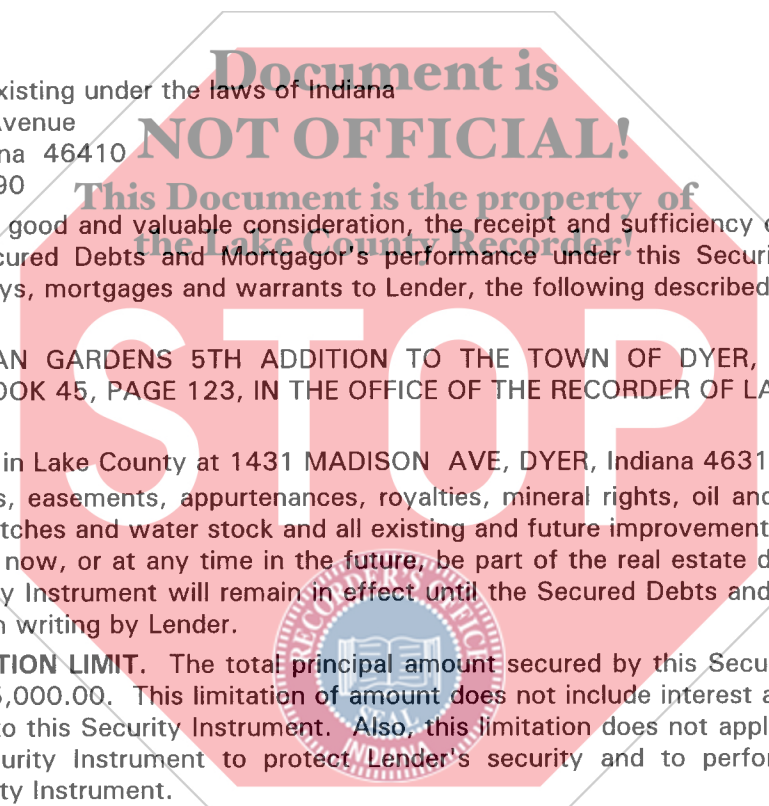 Document is
xisting under the laws of Indiana
Avenue
NOT OFFICIAL!
na 46410
90
This Document is the property of
good and valuable consideration, the receipt and sufficiency
the Lake County Recorder!
cured Debts and Mortgagor's performance under this Securi
ys, mortgages and warrants to Lender, the following described
STOP
AN GARDENS 5TH ADDITION TO THE TOWN OF DYER,
OOK 45, PAGE 123, IN THE OFFICE OF THE RECORDER OF LA
in Lake County at 1431 MADISON AVE, DYER, Indiana 4631
s, easements, appurtenances, royalties, mineral rights, oil and
tches and water stock and all existing and future improvement
now, or at any time in the future, be part of the real estate d
y Instrument will remain in effect until the Secured Debts and
n writing by Lender.
RECORDER'S OFFICE
TION LIMIT. The total principal amount secured by this Secu
5,000.00. This limitation of amount does not include interest a
to this Security Instrument. Also, this limitation does not appl
SEAL
INDIANA
urity Instrument to protect Lender's security and to perfor
ty Instrument.